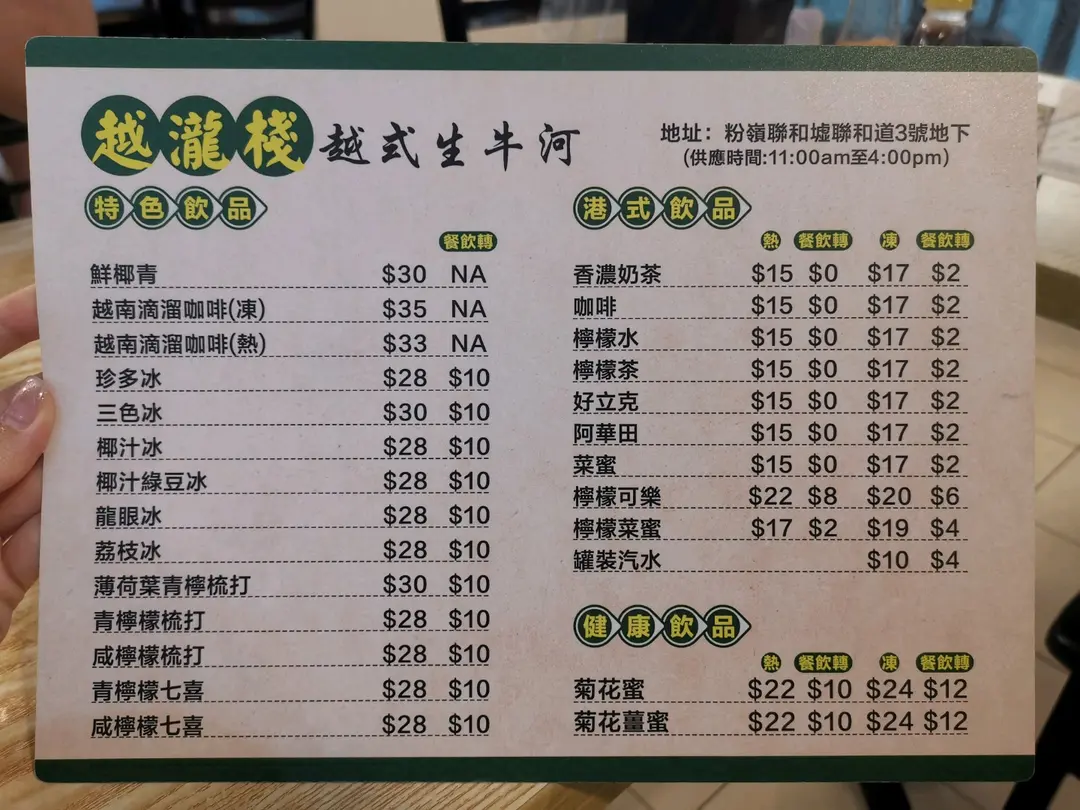 越瀧棧 越式生牛河
地址：粉嶺聯和墟聯和道3號地下
(供應時間:11:00am至4:00pm)
特色飲品
餐飲轉
鮮椰青 $30 NA
越南滴溜咖啡(凍) $35 NA
越南滴溜咖啡(熱) $33 NA
珍多冰 $28 $10
三色冰 $30 $10
椰汁冰 $28 $10
椰汁綠豆冰 $28 $10
龍眼冰 $28 $10
荔枝冰 $28 $10
薄荷葉青檸梳打 $30 $10
青檸檬梳打 $28 $10
咸檸檬梳打 $28 $10
青檸檬七喜 $28 $10
咸檸檬七喜 $28 $10
港式飲品
熱 餐飲轉 凍 餐飲轉
香濃奶茶 $15 $0 $17 $2
咖啡 $15 $0 $17 $2
檸檬水 $15 $0 $17 $2
檸檬茶 $15 $0 $17 $2
好立克 $15 $0 $17 $2
阿華田 $15 $0 $17 $2
菜蜜 $15 $0 $17 $2
檸檬可樂 $22 $8 $20 $6
檸檬菜蜜 $17 $2 $19 $4
罐裝汽水 $10 $4
健康飲品
熱 餐飲轉 凍 餐飲轉
菊花蜜 $22 $10 $24 $12
菊花薑蜜 $22 $10 $24 $12